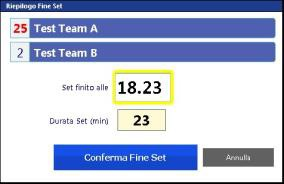 Riepilogo Fine Set
25 Test Team A
2 Test Team B
Set finito alle 18.23
Durata Set (min) 23
Conferma Fine Set Annulla